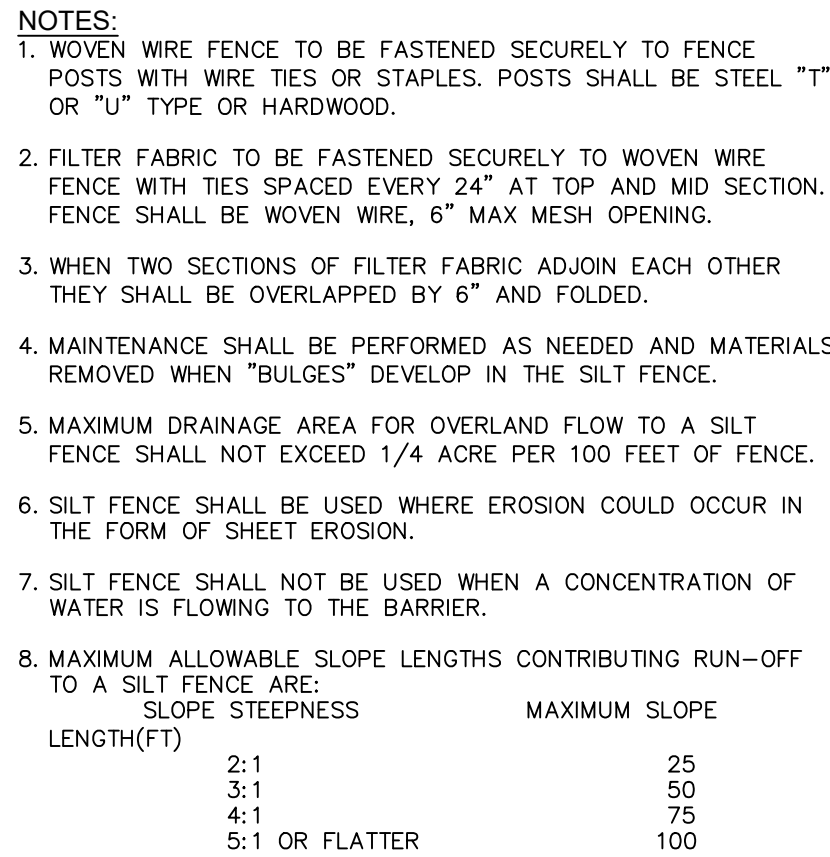 NOTES:
1. WOVEN WIRE FENCE TO BE FASTENED SECURELY TO FENCE
POSTS WITH WIRE TIES OR STAPLES. POSTS SHALL BE STEEL "T"
OR "U" TYPE OR HARDWOOD.
2. FILTER FABRIC TO BE FASTENED SECURELY TO WOVEN WIRE
FENCE WITH TIES SPACED EVERY 24" AT TOP AND MID SECTION.
FENCE SHALL BE WOVEN WIRE, 6" MAX MESH OPENING.
3. WHEN TWO SECTIONS OF FILTER FABRIC ADJOIN EACH OTHER
THEY SHALL BE OVERLAPPED BY 6" AND FOLDED.
4. MAINTENANCE SHALL BE PERFORMED AS NEEDED AND MATERIALS
REMOVED WHEN "BULGES" DEVELOP IN THE SILT FENCE.
5. MAXIMUM DRAINAGE AREA FOR OVERLAND FLOW TO A SILT
FENCE SHALL NOT EXCEED 1/4 ACRE PER 100 FEET OF FENCE.
6. SILT FENCE SHALL BE USED WHERE EROSION COULD OCCUR IN
THE FORM OF SHEET EROSION.
7. SILT FENCE SHALL NOT BE USED WHEN A CONCENTRATION OF
WATER IS FLOWING TO THE BARRIER.
8. MAXIMUM ALLOWABLE SLOPE LENGTHS CONTRIBUTING RUN-OFF
TO A SILT FENCE ARE:
SLOPE STEEPNESS MAXIMUM SLOPE
LENGTH(FT)
2:1 25
3:1 50
4:1 75
5:1 OR FLATTER 100